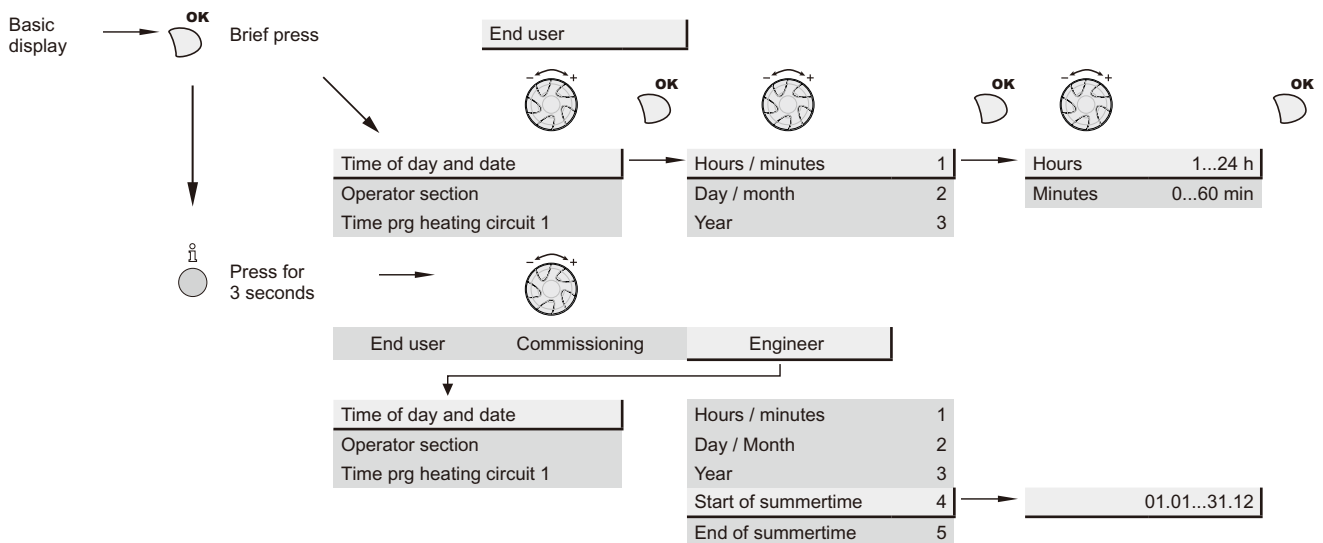 Basic
display
OK
Brief press
End user
- +
OK
- +
OK
- +
OK
Time of day and date
Operator section
Time prg heating circuit 1
Hours / minutes 1
Day / month 2
Year 3
Hours 1...24 h
Minutes 0...60 min
i
Press for
3 seconds
- +
End user Commissioning Engineer
Time of day and date
Operator section
Time prg heating circuit 1
Hours / minutes 1
Day / Month 2
Year 3
Start of summertime 4
End of summertime 5
01.01...31.12